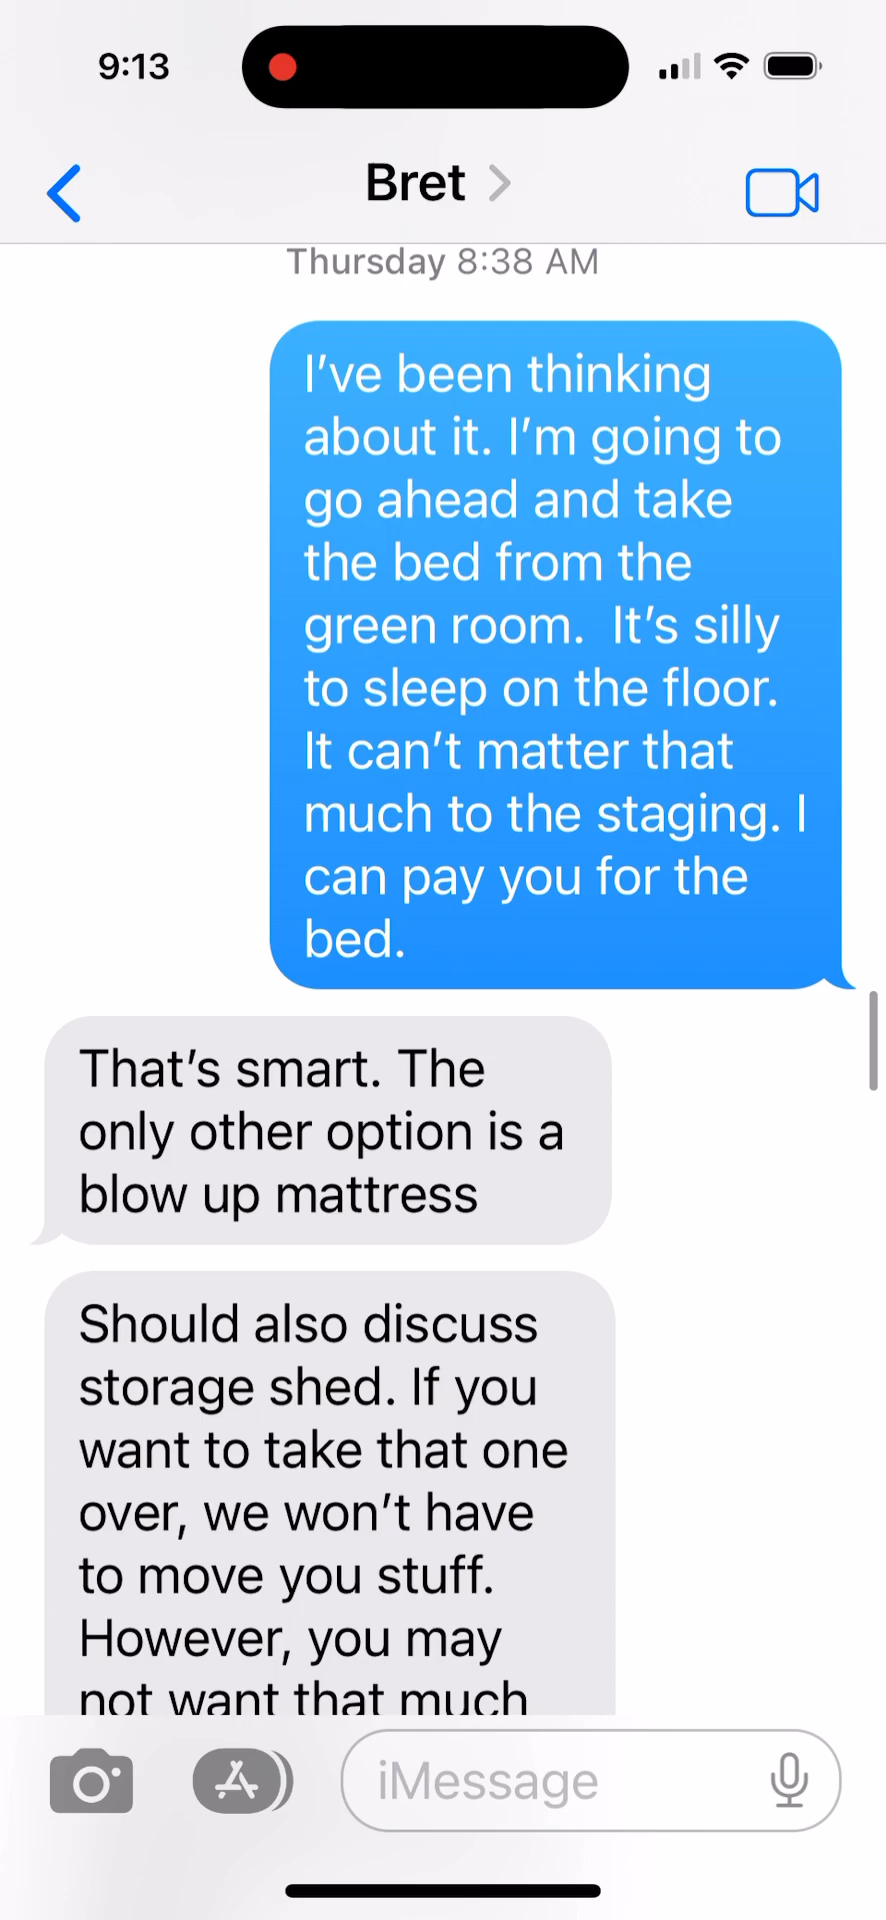 9:13
Bret
Thursday 8:38 AM
I’ve been thinking
about it. I’m going to
go ahead and take
the bed from the
green room.  It’s silly
to sleep on the floor.
It can’t matter that
much to the staging. I
can pay you for the
bed.
That’s smart. The
only other option is a
blow up mattress
Should also discuss
storage shed. If you
want to take that one
over, we won’t have
to move you stuff.
However, you may
not want that much
iMessage